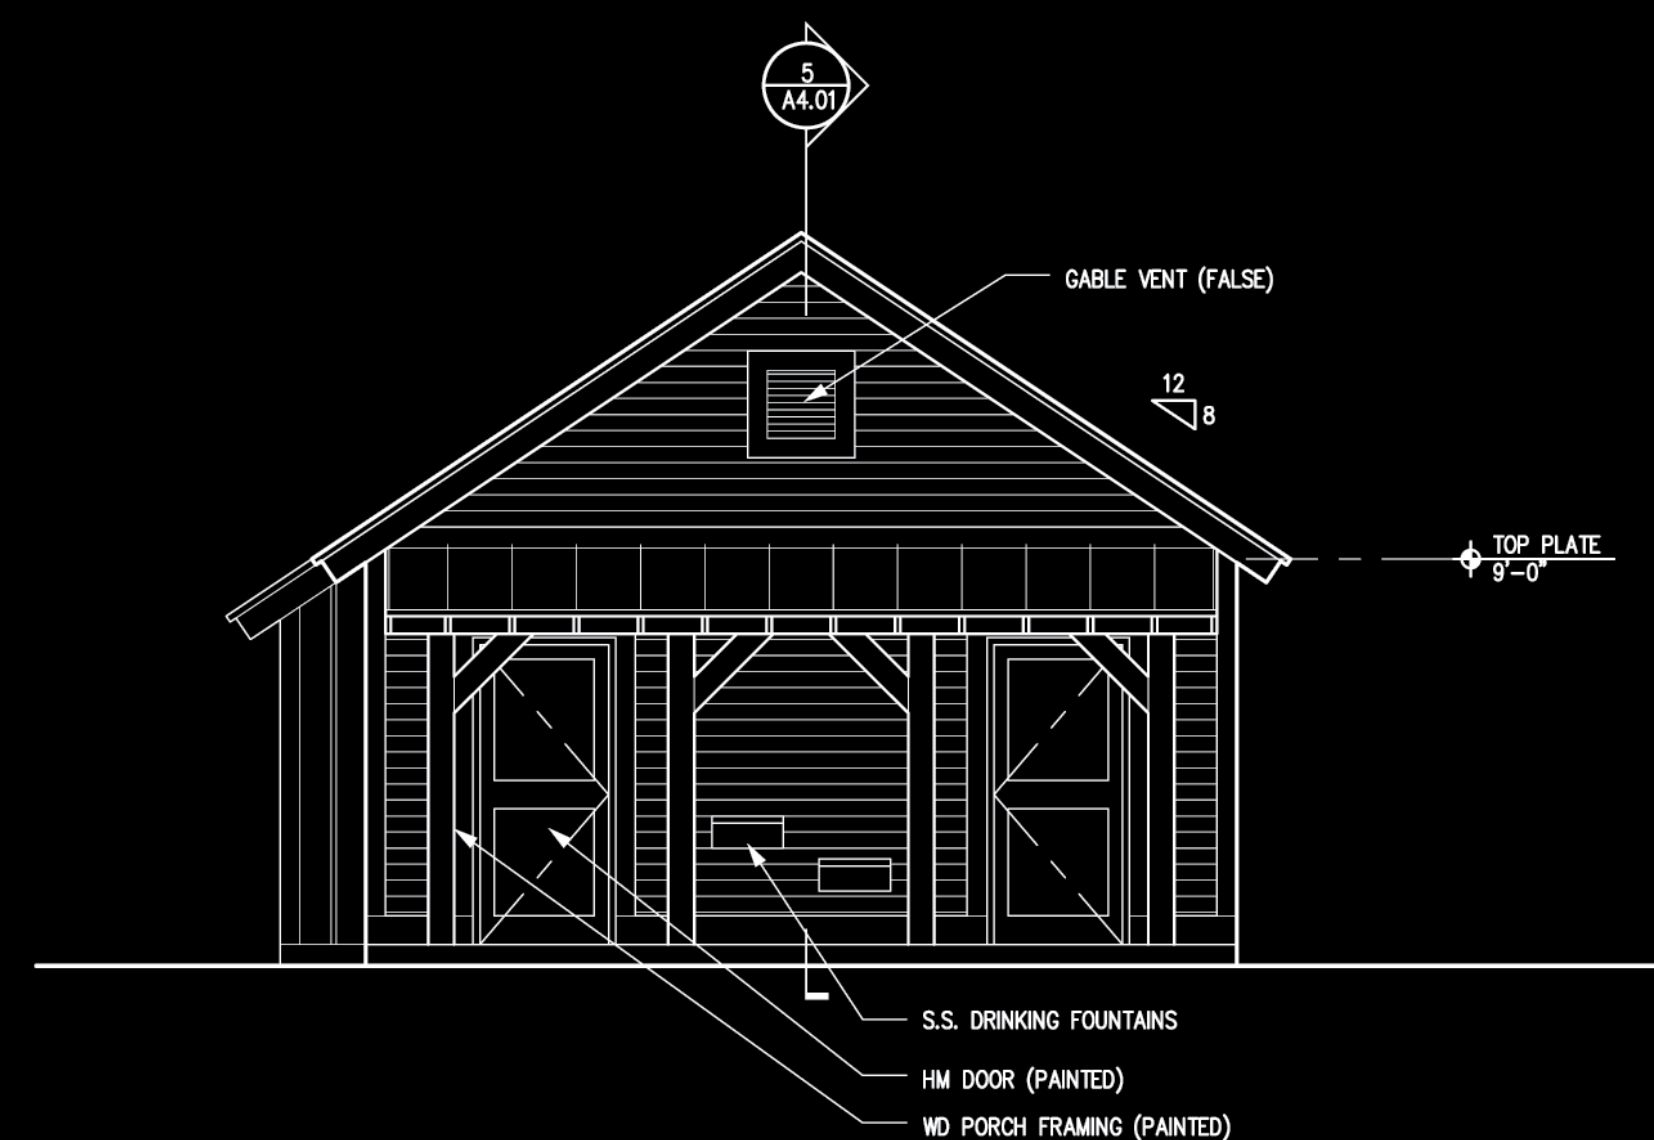 5
A4.01
GABLE VENT (FALSE)
12
8
TOP PLATE
9'-0"
S.S. DRINKING FOUNTAINS
HM DOOR (PAINTED)
WD PORCH FRAMING (PAINTED)